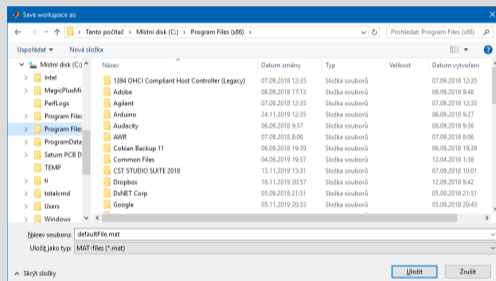 Save workspace as
Tento počítač › Místní disk (C:) › Program Files (x86) ›
Prohledat: Program Files (x86)
Uspořádat Nová složka
Místní disk (C:)
Intel
MagicPlusMi
PerfLogs
Program Files
Program Files
ProgramData
Saturn PCB D
TEMP
ti
totalcmd
Users
Windows
Název Datum změny Typ Velikost Datum vytvoření
1394 OHCI Compliant Host Controller (Legacy) 07.09.2018 12:35 Složka souborů 07.09.2018 12:35
Adobe 08.09.2018 17:13 Složka souborů 06.09.2018 9:46
Agilent 07.09.2018 12:35 Složka souborů 07.09.2018 12:35
Arduino 24.11.2019 12:35 Složka souborů 06.09.2018 9:27
Audacity 06.09.2018 9:37 Složka souborů 06.09.2018 9:36
AWR 07.09.2018 8:06 Složka souborů 07.09.2018 8:06
Cobian Backup 11 06.09.2018 19:39 Složka souborů 06.09.2018 19:39
Common Files 04.06.2019 19:57 Složka souborů 12.04.2018 1:38
CST STUDIO SUITE 2018 13.11.2019 15:31 Složka souborů 07.09.2018 10:01
Dropbox 16.11.2019 20:57 Složka souborů 12.09.2018 9:42
DsNET Corp 05.09.2018 21:51 Složka souborů 05.09.2018 21:51
Google 05.11.2019 20:33 Složka souborů 05.09.2018 20:43
Název souboru: defaultFile.mat
Uložit jako typ: MAT-files (*.mat)
Skrýt složky
Uložit Zrušit